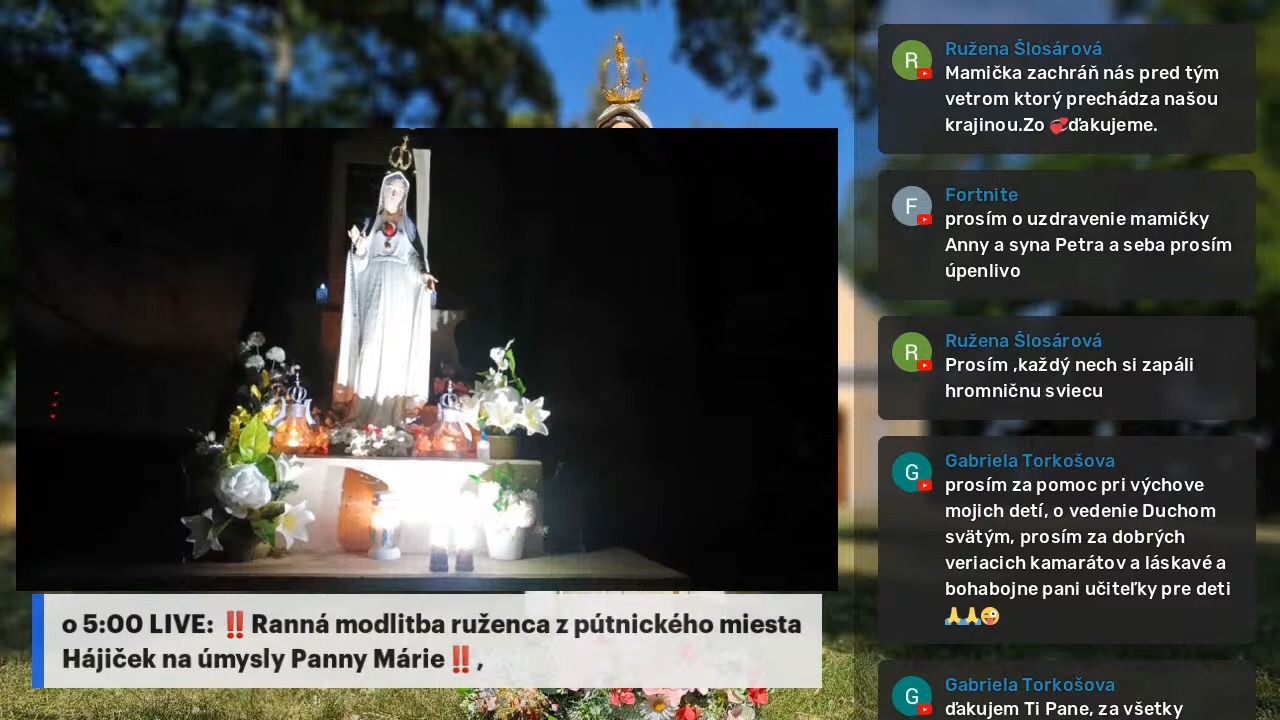 Ružena Šlosárová
Mamička zachráň nás pred tým
vetrom ktorý prechádza našou
krajinou.Zo 💞ďakujeme.
Fortnite
prosím o uzdravenie mamičky
Anny a syna Petra a seba prosím
úpenlivo
Ružena Šlosárová
Prosím ,každý nech si zapáli
hromničnu sviecu
Gabriela Torkošova
prosím za pomoc pri výchove
mojich detí, o vedenie Duchom
svätým, prosím za dobrých
veriacich kamarátov a láskavé a
bohabojne pani učiteľky pre deti
🙏🙏😜
Gabriela Torkošova
ďakujem Ti Pane, za všetky
o 5:00 LIVE: ‼️ Ranná modlitba ruženca z pútnického miesta
Hájiček na úmysly Panny Márie ‼️ ,
R
F
R
G
G